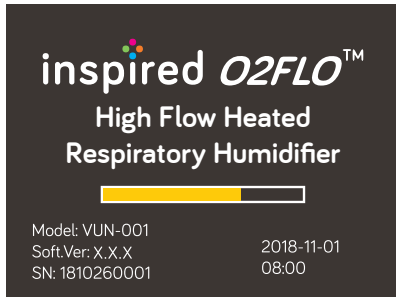 inspired O2FLO™
High Flow Heated
Respiratory Humidifier
Model: VUN-001
Soft.Ver: X.X.X
SN: 1810260001
2018-11-01
08:00